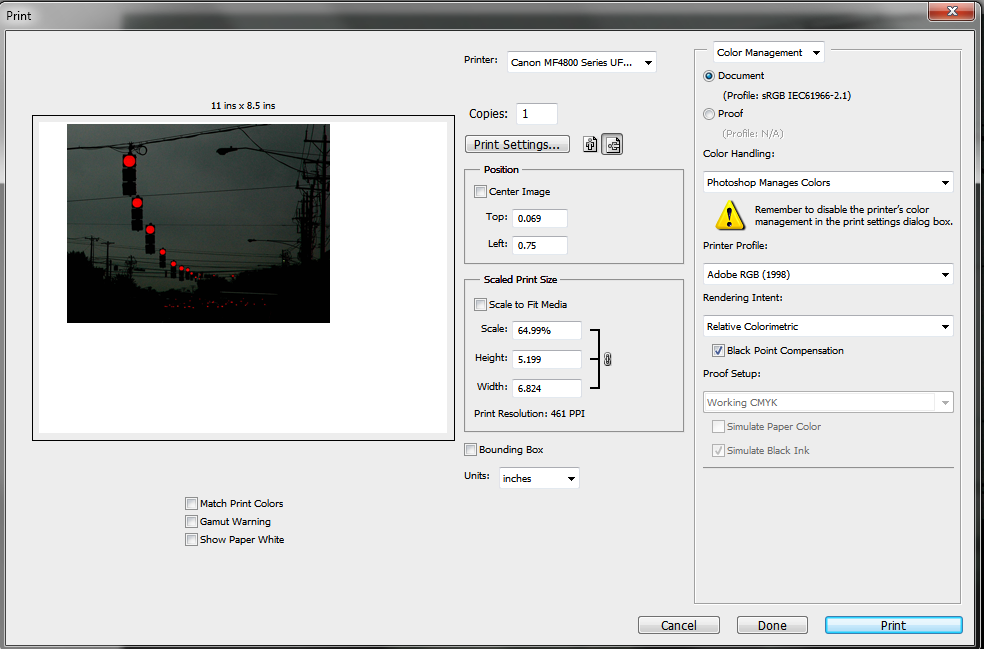 Print
11 ins x 8.5 ins
Match Print Colors
Gamut Warning
Show Paper White
Printer: Canon MF4800 Series UF...
Copies: 1
Print Settings...
Position
Center Image
Top: 0.069
Left: 0.75
Scaled Print Size
Scale to Fit Media
Scale: 64.99%
Height: 5.199
Width: 6.824
Print Resolution: 461 PPI
Bounding Box
Units: inches
Color Management
Document
(Profile: sRGB IEC61966-2.1)
Proof
(Profile: N/A)
Color Handling:
Photoshop Manages Colors
Remember to disable the printer's color
management in the print settings dialog box.
Printer Profile:
Adobe RGB (1998)
Rendering Intent:
Relative Colorimetric
Black Point Compensation
Proof Setup:
Working CMYK
Simulate Paper Color
Simulate Black Ink
Cancel
Done
Print